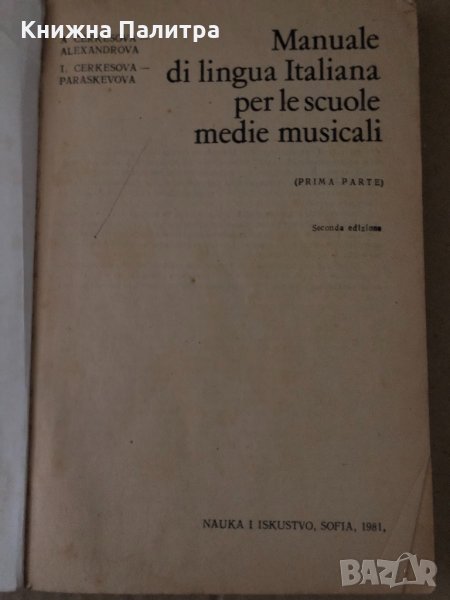 Книжна Палитра
ALEXANDROVA
T. CERKESOVA —
PARASKEVOVA
Manuale
di lingua Italiana
per le scuole
medie musicali
(PRIMA PARTE)
Seconda edizione
NAUKA I ISKUSTVO, SOFIA, 1981,
BAZAR